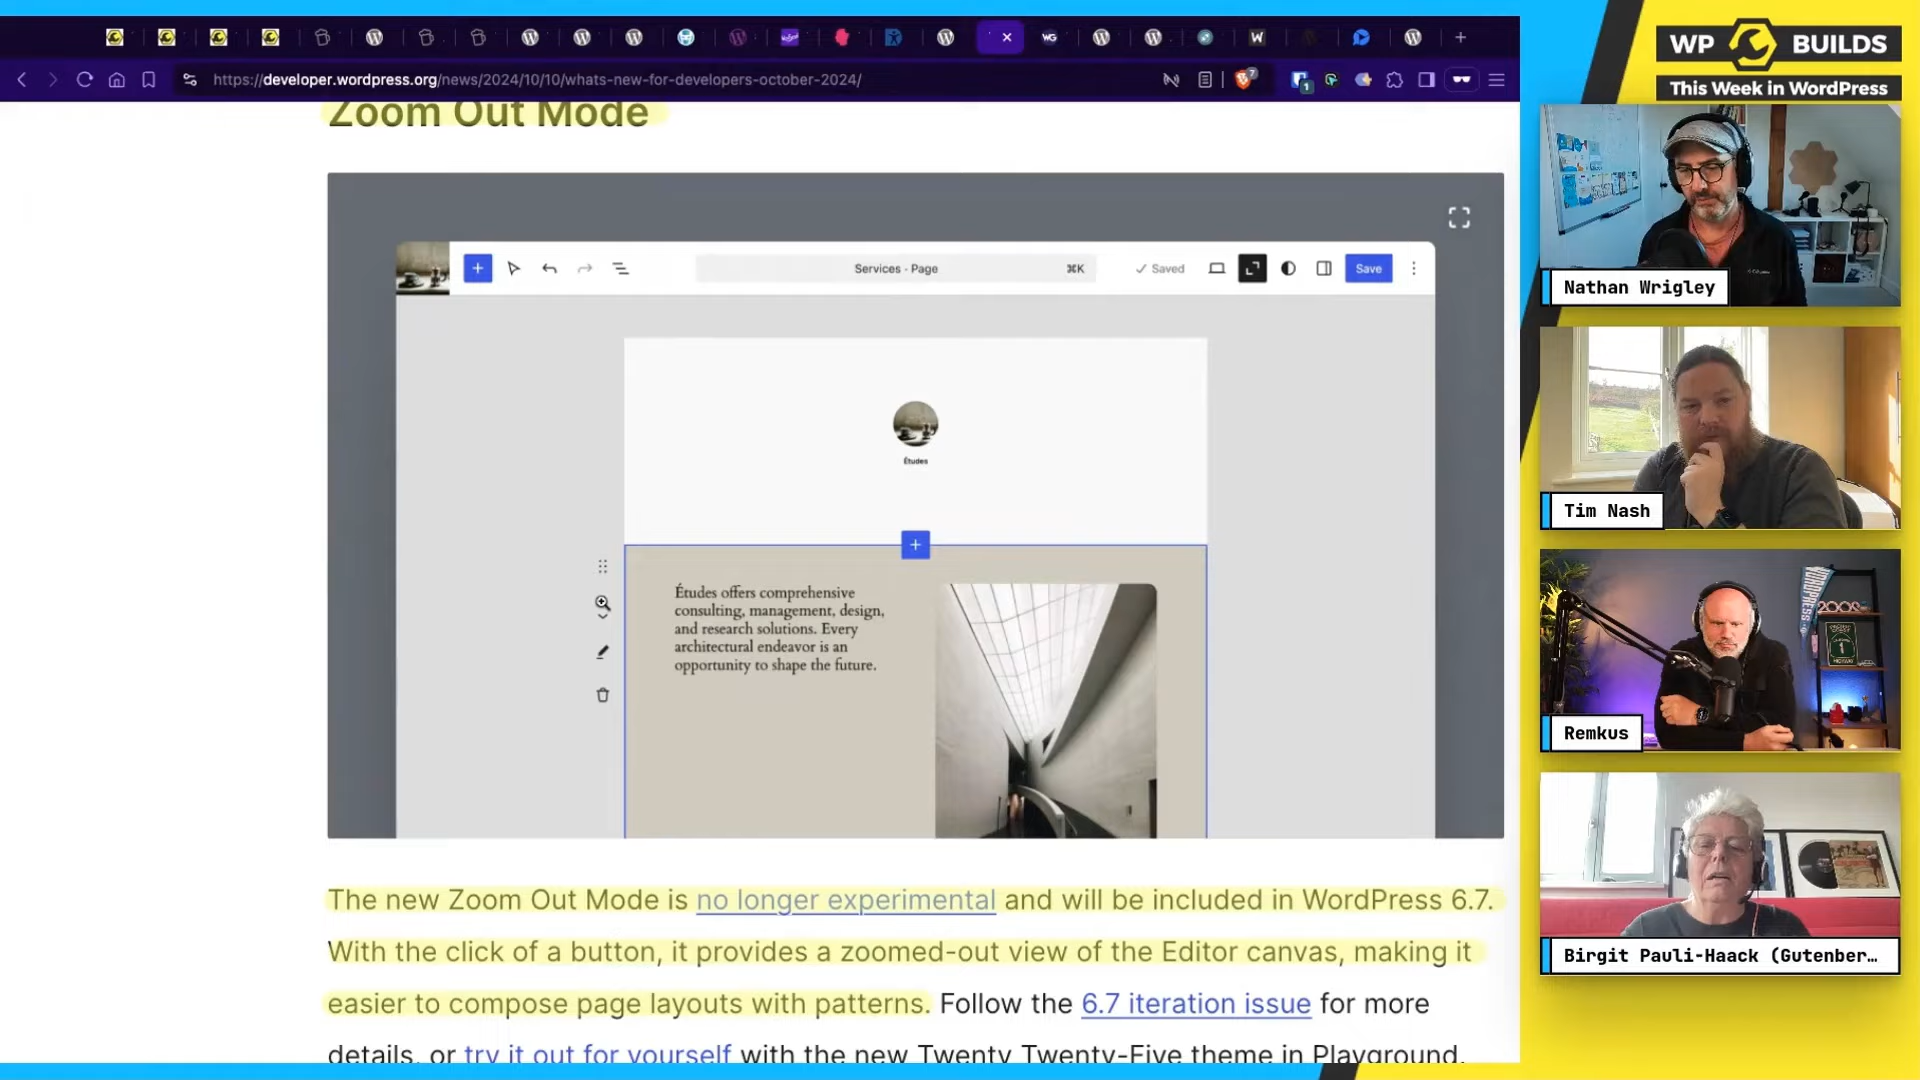 https://developer.wordpress.org/news/2024/10/10/whats-new-for-developers-october-2024/
7
1
WG
W
WP BUILDS
This Week in WordPress
Zoom Out Mode
Services · Page
⌘K
Saved
Save
Études
Études offers comprehensive
consulting, management, design,
and research solutions. Every
architectural endeavor is an
opportunity to shape the future.
The new Zoom Out Mode is no longer experimental and will be included in WordPress 6.7.
With the click of a button, it provides a zoomed-out view of the Editor canvas, making it
easier to compose page layouts with patterns. Follow the 6.7 iteration issue for more
details, or try it out for yourself with the new Twenty Twenty-Five theme in Playground.
Nathan Wrigley
Tim Nash
Remkus
Birgit Pauli-Haack (Gutenber…